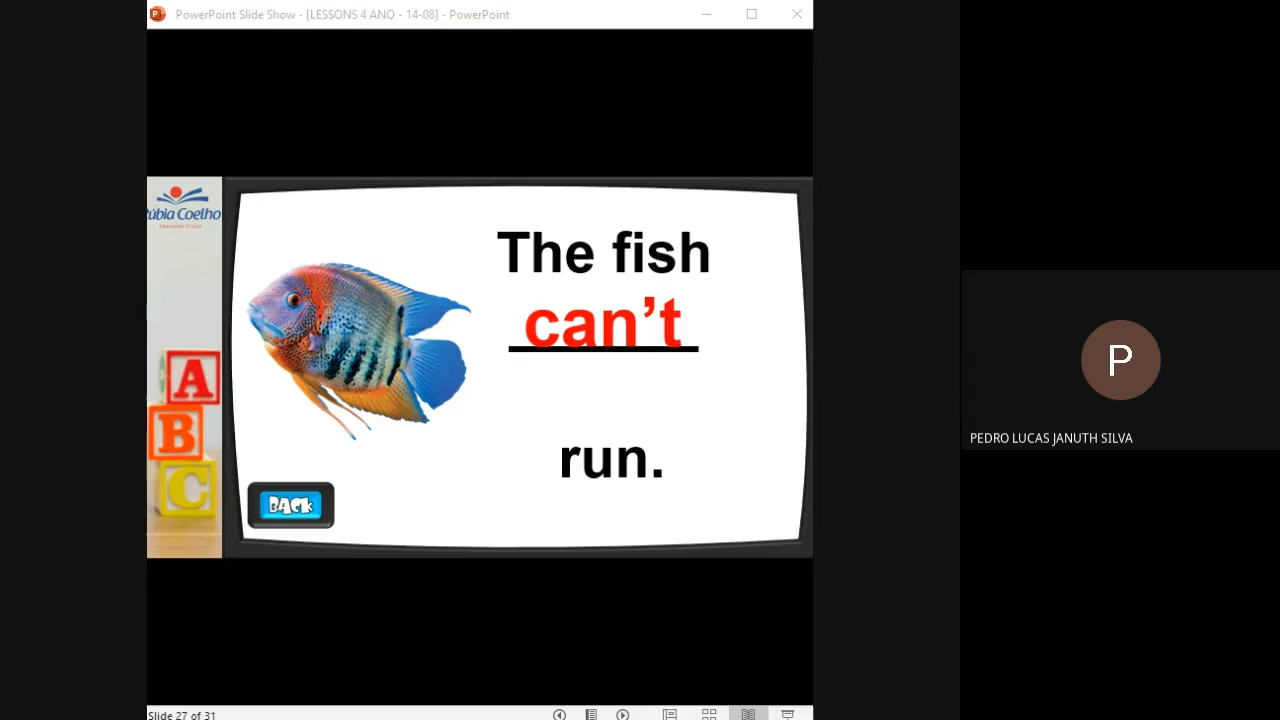 PowerPoint Slide Show - [LESSONS 4 ANO - 14-08] - PowerPoint
Rúbia Coelho
The fish
can't
run.
A
B
C
BACK
P
PEDRO LUCAS JANUTH SILVA
Slide 27 of 31